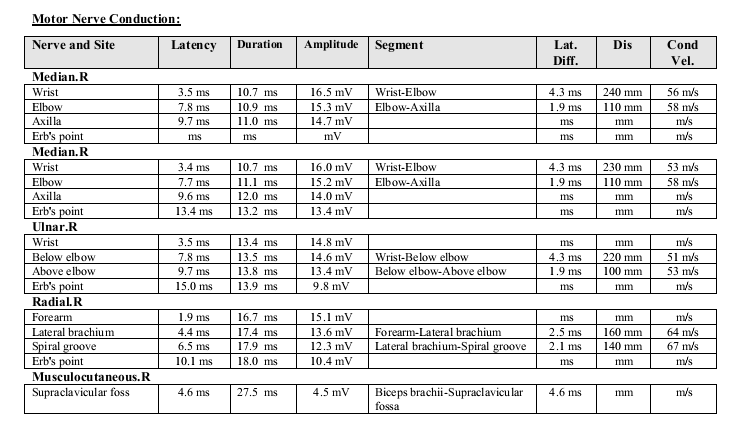 Motor Nerve Conduction:
Nerve and Site Latency Duration Amplitude Segment Lat. Diff. Dis Cond Vel.
Median.R
Wrist 3.5 ms 10.7 ms 16.5 mV Wrist-Elbow 4.3 ms 240 mm 56 m/s
Elbow 7.8 ms 10.9 ms 15.3 mV Elbow-Axilla 1.9 ms 110 mm 58 m/s
Axilla 9.7 ms 11.0 ms 14.7 mV ms mm m/s
Erb's point ms ms mV ms mm m/s
Median.R
Wrist 3.4 ms 10.7 ms 16.0 mV Wrist-Elbow 4.3 ms 230 mm 53 m/s
Elbow 7.7 ms 11.1 ms 15.2 mV Elbow-Axilla 1.9 ms 110 mm 58 m/s
Axilla 9.6 ms 12.0 ms 14.0 mV ms mm m/s
Erb's point 13.4 ms 13.2 ms 13.4 mV ms mm m/s
Ulnar.R
Wrist 3.5 ms 13.4 ms 14.8 mV ms mm m/s
Below elbow 7.8 ms 13.5 ms 14.6 mV Wrist-Below elbow 4.3 ms 220 mm 51 m/s
Above elbow 9.7 ms 13.8 ms 13.4 mV Below elbow-Above elbow 1.9 ms 100 mm 53 m/s
Erb's point 15.0 ms 13.9 ms 9.8 mV ms mm m/s
Radial.R
Forearm 1.9 ms 16.7 ms 15.1 mV ms mm m/s
Lateral brachium 4.4 ms 17.4 ms 13.6 mV Forearm-Lateral brachium 2.5 ms 160 mm 64 m/s
Spiral groove 6.5 ms 17.9 ms 12.3 mV Lateral brachium-Spiral groove 2.1 ms 140 mm 67 m/s
Erb's point 10.1 ms 18.0 ms 10.4 mV ms mm m/s
Musculocutaneous.R
Supraclavicular foss 4.6 ms 27.5 ms 4.5 mV Biceps brachii-Supraclavicular fossa 4.6 ms mm m/s